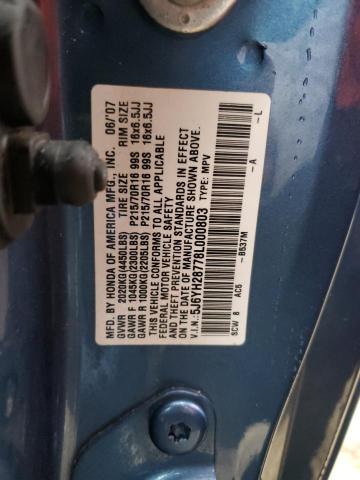 MFD. BY HONDA OF AMERICA MFG., INC. 06/'07
TIRE SIZE RIM SIZE
GVWR 2020KG(4450LBS)
GAWR F 1045KG(2300LBS) P215/70R16 99S 16x6.5JJ
GAWR R 1000KG(2205LBS) P215/70R16 99S 16x6.5JJ
THIS VEHICLE CONFORMS TO ALL APPLICABLE
FEDERAL MOTOR VEHICLE SAFETY
AND THEFT PREVENTION STANDARDS IN EFFECT
ON THE DATE OF MANUFACTURE SHOWN ABOVE.
V.I.N.: 5J6YH28778L000803 TYPE: MPV
SCW 8 AC5 -B537M -A -L